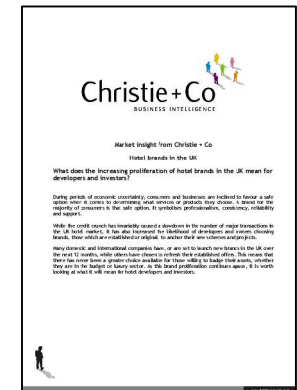 Christie+Co
BUSINESS INTELLIGENCE
Market insight from Christie + Co
Hotel brands in the UK
What does the increasing proliferation of hotel brands in the UK mean for
developers and investors?
During periods of economic uncertainty, consumers and businesses are inclined to favour a safe
option when it comes to determining what services or products they choose. A brand for the
majority of consumers is that safe option. It symbolises professionalism, consistency, reliability
and support.
While the credit crunch has invariably caused a slowdown in the number of major transactions in
the UK hotel market, it has also increased the likelihood of developers and owners choosing
brands, those which are established or original, to anchor their new schemes and projects.
Many domestic and international companies have, or are set to launch new brands in the UK over
the next 12 months, while others have chosen to refresh their established offers. This means that
there has never been a greater choice available for those willing to badge their assets, whether
they are in the budget or luxury sector. As this brand proliferation continues apace, it is worth
looking at what it will mean for hotel developers and investors.